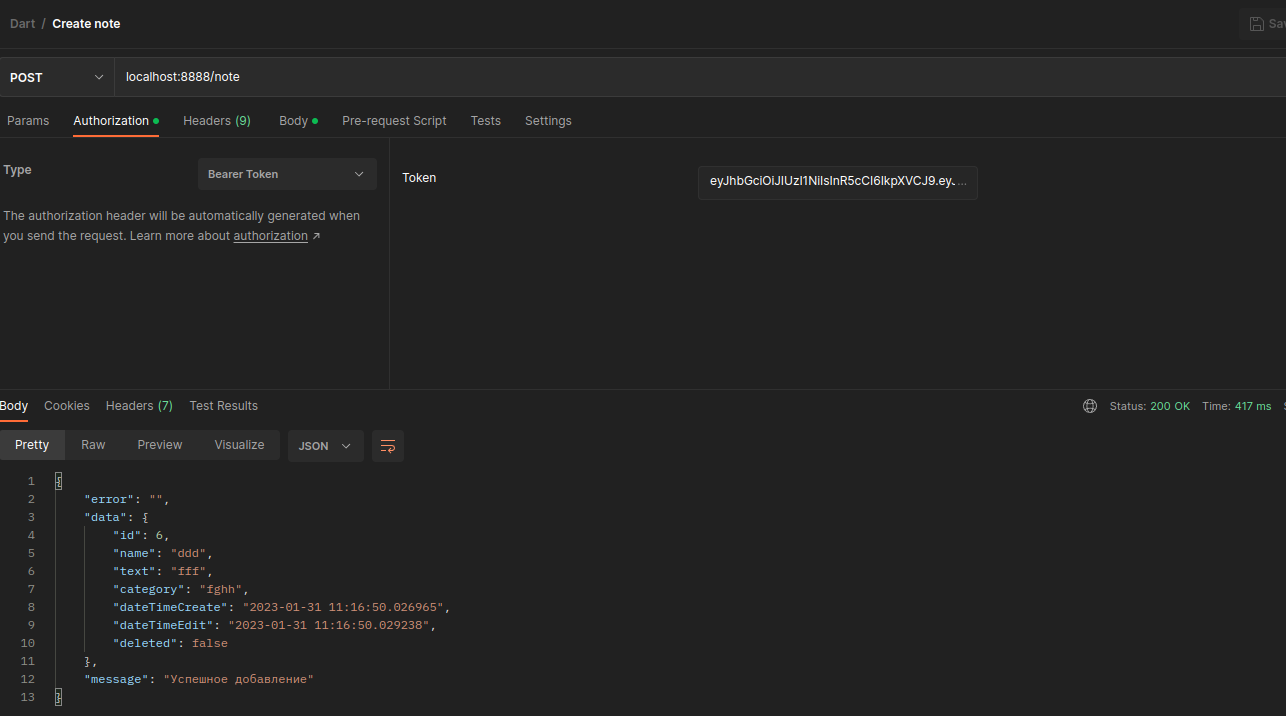 Dart / Create note
POST localhost:8888/note
Params Authorization Headers (9) Body Pre-request Script Tests Settings
Type Bearer Token
The authorization header will be automatically generated when
you send the request. Learn more about authorization ↗
Token eyJhbGciOiJIUzI1NiIsInR5cCI6IkpXVCJ9.eyJ...
Body Cookies Headers (7) Test Results Status: 200 OK Time: 417 ms
Pretty Raw Preview Visualize JSON
1 {
2 "error": "",
3 "data": {
4 "id": 6,
5 "name": "ddd",
6 "text": "fff",
7 "category": "fghh",
8 "dateTimeCreate": "2023-01-31 11:16:50.026965",
9 "dateTimeEdit": "2023-01-31 11:16:50.029238",
10 "deleted": false
11 },
12 "message": "Успешное добавление"
13 }